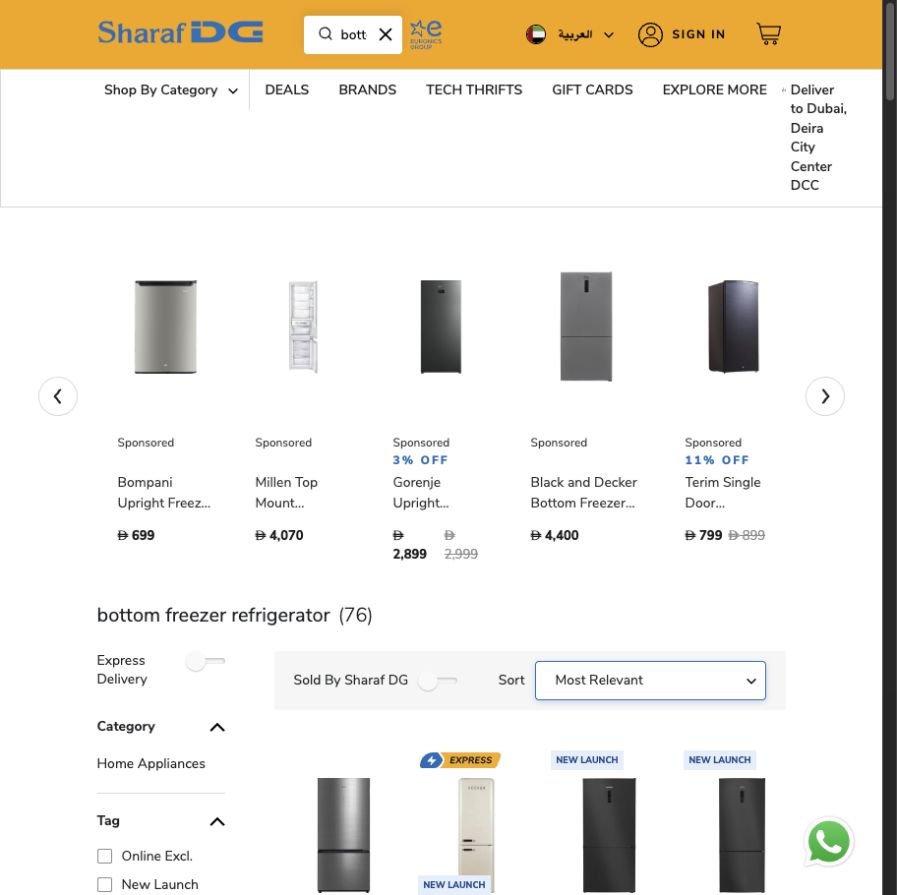 Sharaf DG
bott
EURONICS
GROUP
العربية
SIGN IN
Shop By Category
DEALS
BRANDS
TECH THRIFTS
GIFT CARDS
EXPLORE MORE
Deliver
to Dubai,
Deira
City
Center
DCC
Sponsored
Bompani
Upright Freez...
699
Sponsored
Millen Top
Mount...
4,070
Sponsored
3% OFF
Gorenje
Upright...
2,899
2,999
Sponsored
Black and Decker
Bottom Freezer...
4,400
Sponsored
11% OFF
Terim Single
Door...
799 899
bottom freezer refrigerator (76)
Express
Delivery
Sold By Sharaf DG
Sort
Most Relevant
Category
Home Appliances
Tag
Online Excl.
New Launch
EXPRESS
NEW LAUNCH
NEW LAUNCH
NEW LAUNCH